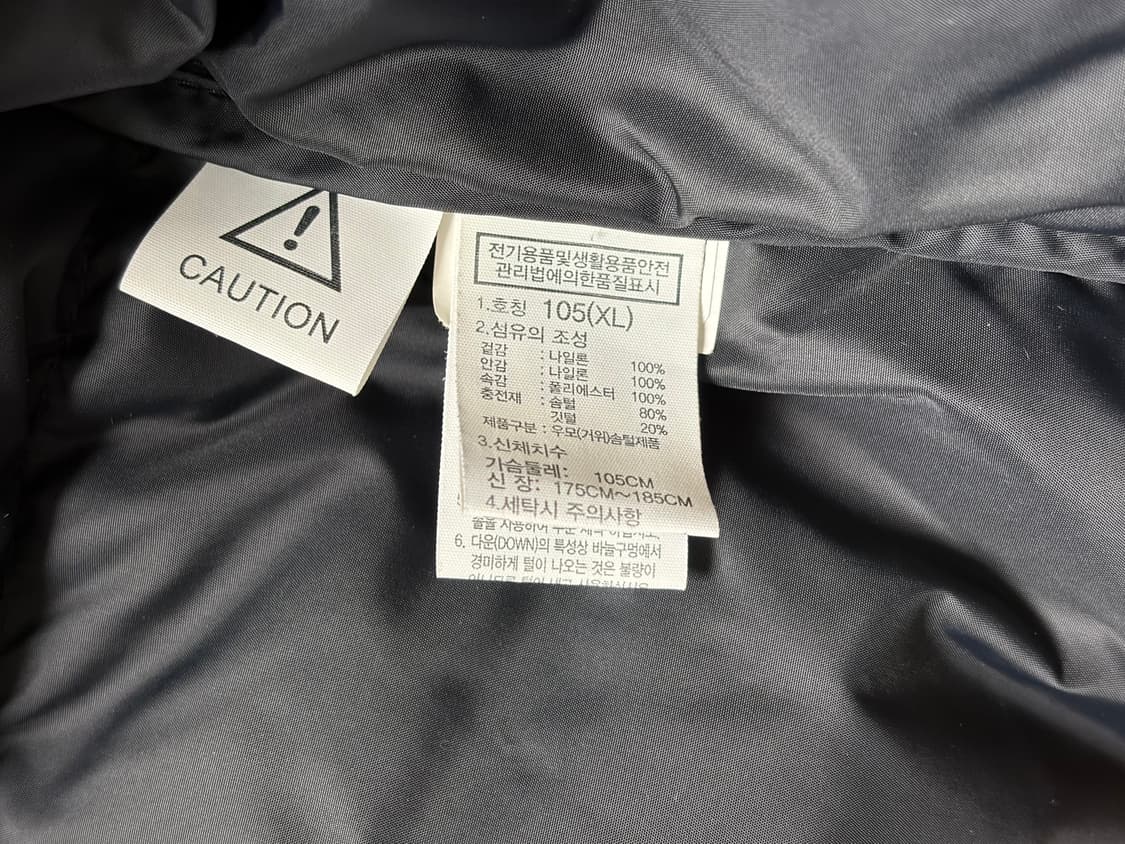 CAUTION
전기용품및생활용품안전
관리법에의한품질표시
1.호칭 105(XL)
2.섬유의 조성
겉감 : 나일론 100%
안감 : 나일론 100%
속감 : 폴리에스터 100%
충전재 : 솜털 80%
깃털 20%
제품구분 : 우모(거위)솜털제품
3.신체치수
가슴둘레: 105CM
신 장: 175CM~185CM
4.세탁시 주의사항
6. 다운(DOWN)의 특성상 바늘구멍에서
경미하게 털이 나오는 것은 불량이